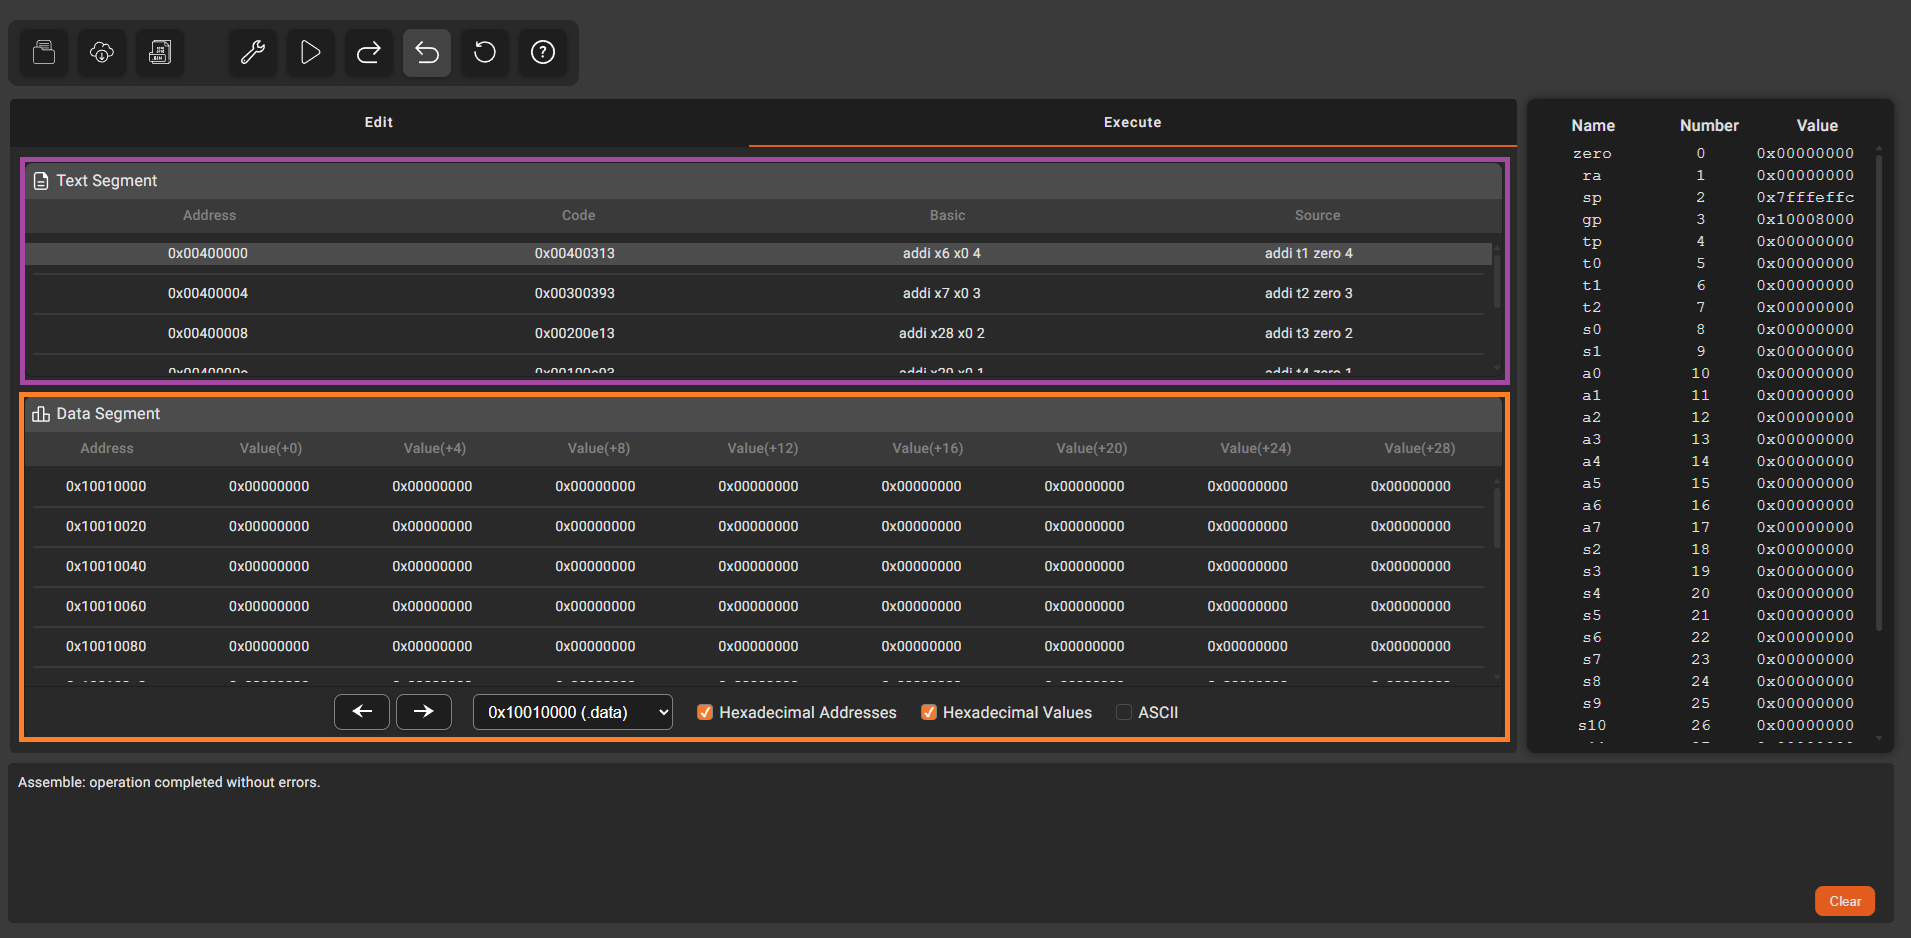 Edit Execute
Text Segment
Address Code Basic Source
0x00400000 0x00400313 addi x6 x0 4 addi t1 zero 4
0x00400004 0x00300393 addi x7 x0 3 addi t2 zero 3
0x00400008 0x00200e13 addi x28 x0 2 addi t3 zero 2
0x0040000c 0x00100e93 addi x29 x0 1 addi t4 zero 1
Data Segment
Address Value(+0) Value(+4) Value(+8) Value(+12) Value(+16) Value(+20) Value(+24) Value(+28)
0x10010000 0x00000000 0x00000000 0x00000000 0x00000000 0x00000000 0x00000000 0x00000000 0x00000000
0x10010020 0x00000000 0x00000000 0x00000000 0x00000000 0x00000000 0x00000000 0x00000000 0x00000000
0x10010040 0x00000000 0x00000000 0x00000000 0x00000000 0x00000000 0x00000000 0x00000000 0x00000000
0x10010060 0x00000000 0x00000000 0x00000000 0x00000000 0x00000000 0x00000000 0x00000000 0x00000000
0x10010080 0x00000000 0x00000000 0x00000000 0x00000000 0x00000000 0x00000000 0x00000000 0x00000000
0x10010000 (.data) Hexadecimal Addresses Hexadecimal Values ASCII
Name Number Value
zero 0 0x00000000
ra 1 0x00000000
sp 2 0x7fffeffc
gp 3 0x10008000
tp 4 0x00000000
t0 5 0x00000000
t1 6 0x00000000
t2 7 0x00000000
s0 8 0x00000000
s1 9 0x00000000
a0 10 0x00000000
a1 11 0x00000000
a2 12 0x00000000
a3 13 0x00000000
a4 14 0x00000000
a5 15 0x00000000
a6 16 0x00000000
a7 17 0x00000000
s2 18 0x00000000
s3 19 0x00000000
s4 20 0x00000000
s5 21 0x00000000
s6 22 0x00000000
s7 23 0x00000000
s8 24 0x00000000
s9 25 0x00000000
s10 26 0x00000000
Assemble: operation completed without errors.
Clear